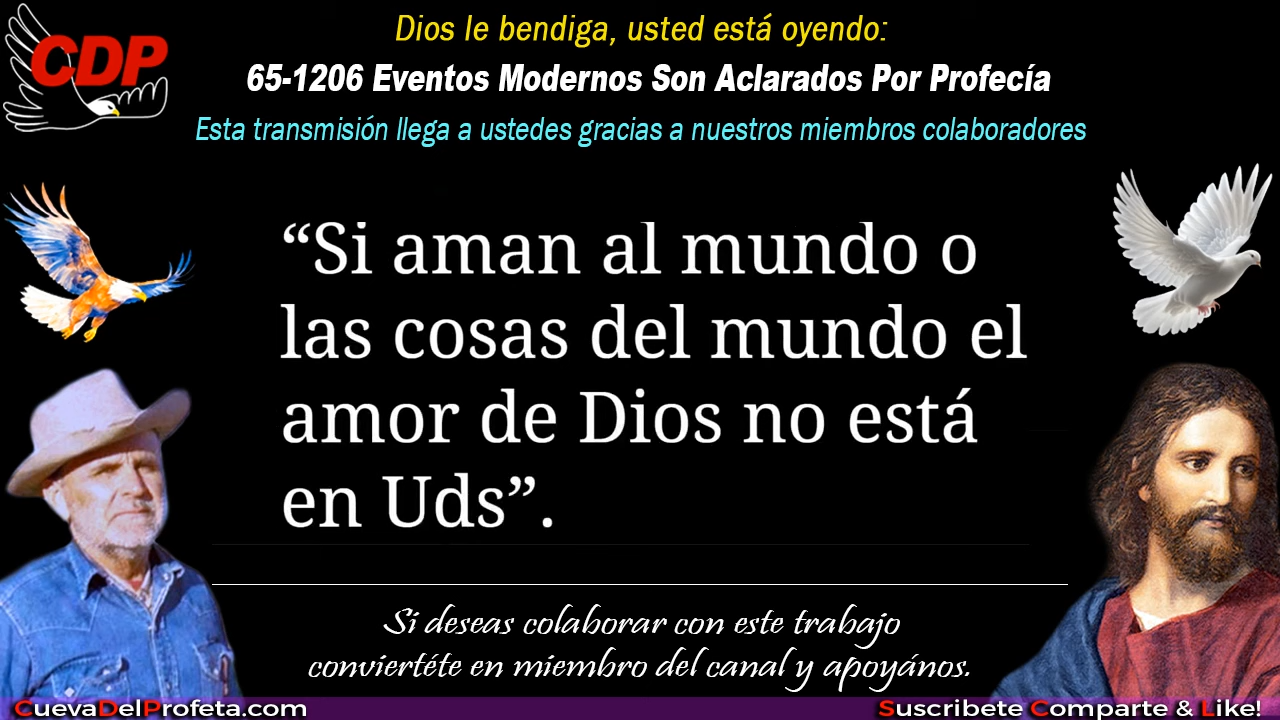 CDP
Dios le bendiga, usted está oyendo:
65-1206 Eventos Modernos Son Aclarados Por Profecía
Esta transmisión llega a ustedes gracias a nuestros miembros colaboradores
“Si aman al mundo o
las cosas del mundo el
amor de Dios no está
en Uds”.
Si deseas colaborar con este trabajo
conviertéte en miembro del canal y apoyános.
CuevaDelProfeta.com
Suscribete Comparte & Like!